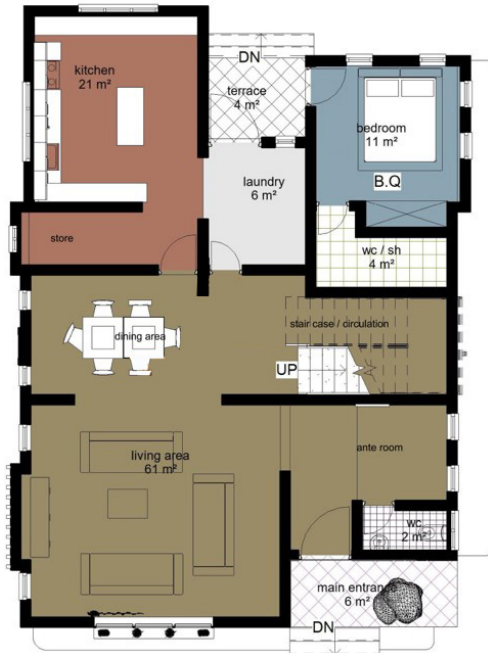 DN
kitchen
21 m²
terrace
4 m²
bedroom
11 m²
B.Q
laundry
6 m²
store
wc / sh
4 m²
dining area
stair case / circulation
UP
living area
61 m²
ante room
wc
2 m²
main entrance
6 m²
DN